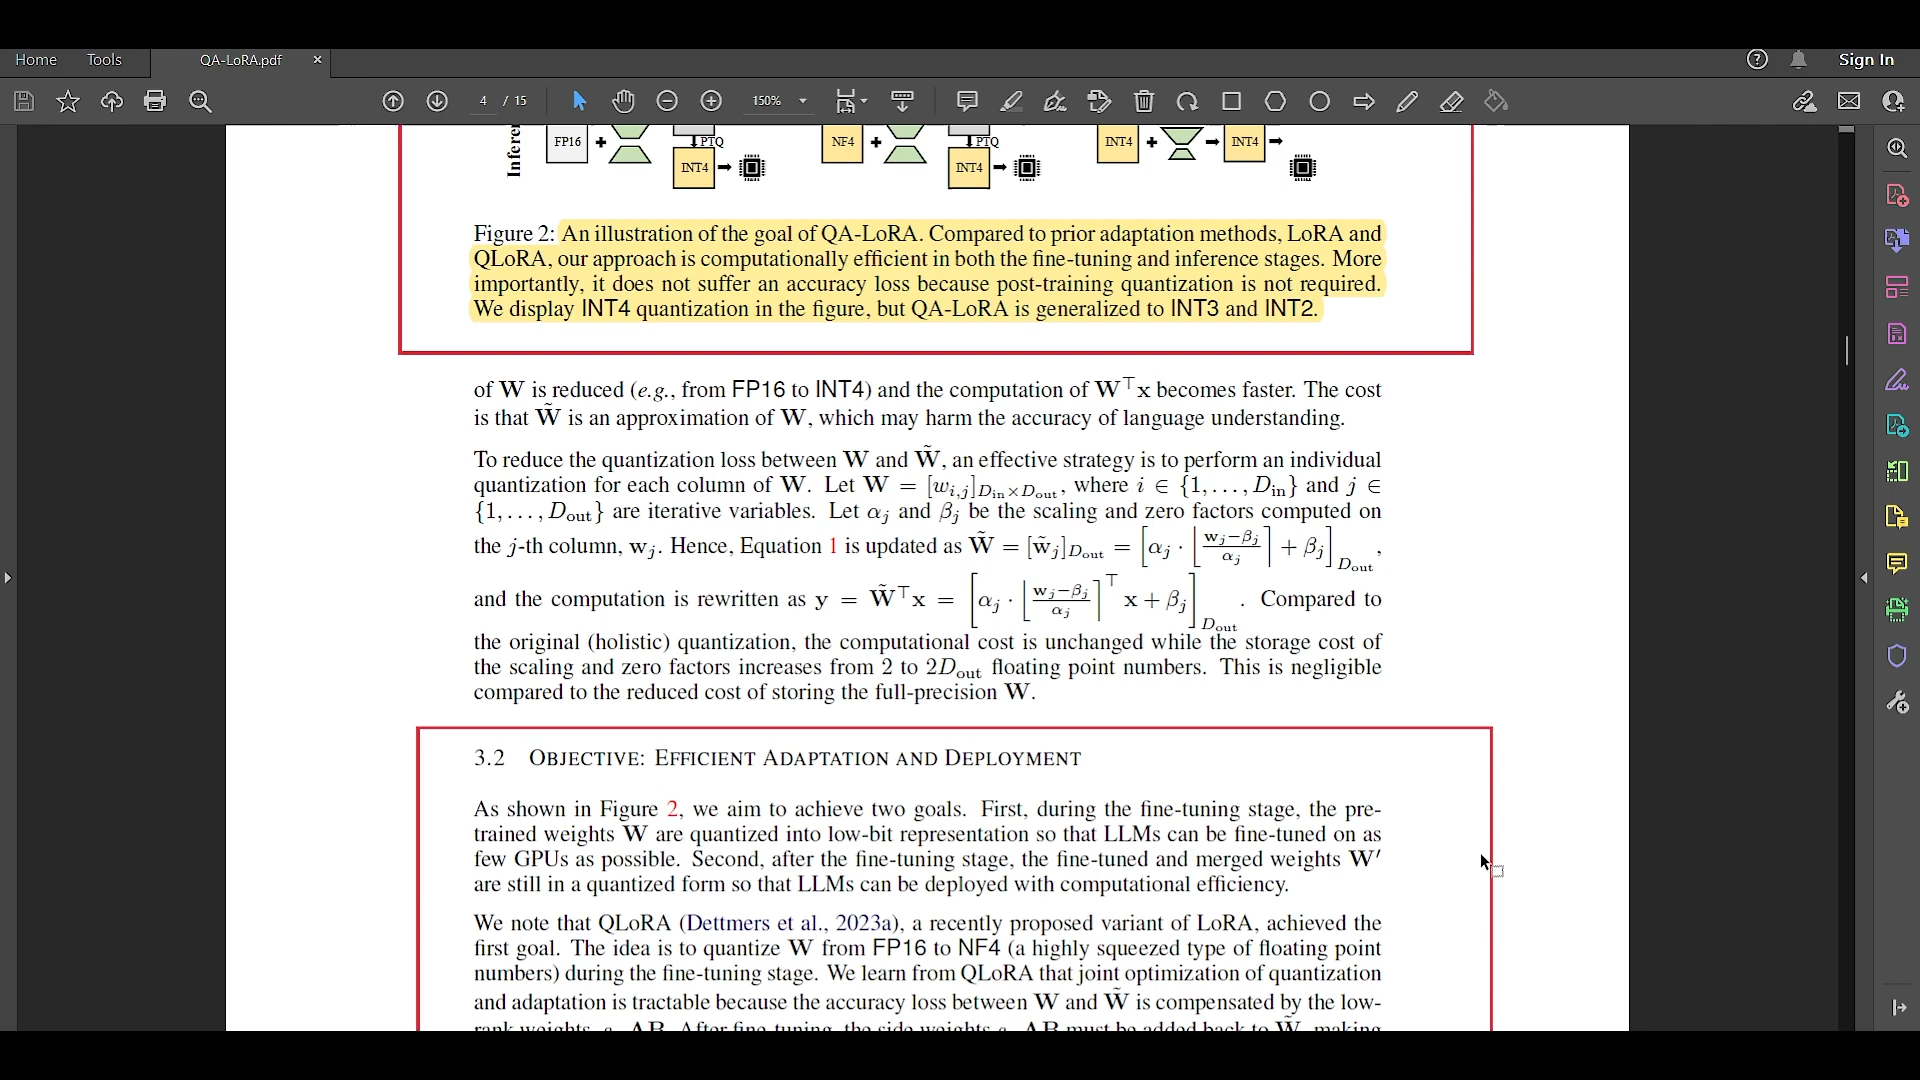 Home Tools QA-LoRA.pdf × Sign In
4 / 15 150%
FP16 + PTQ INT4
NF4 + PTQ INT4
INT4 + INT4
Figure 2: An illustration of the goal of QA-LoRA. Compared to prior adaptation methods, LoRA and
QLoRA, our approach is computationally efficient in both the fine-tuning and inference stages. More
importantly, it does not suffer an accuracy loss because post-training quantization is not required.
We display INT4 quantization in the figure, but QA-LoRA is generalized to INT3 and INT2.
of W is reduced (e.g., from FP16 to INT4) and the computation of W⊤x becomes faster. The cost
is that W̃ is an approximation of W, which may harm the accuracy of language understanding.
To reduce the quantization loss between W and W̃, an effective strategy is to perform an individual
quantization for each column of W. Let W = [w_{i,j}]_{D_in×D_out}, where i ∈ {1, . . . , D_in} and j ∈
{1, . . . , D_out} are iterative variables. Let α_j and β_j be the scaling and zero factors computed on
the j-th column, w_j. Hence, Equation 1 is updated as W̃ = [w̃_j]_{D_out} = [α_j · ⌊(w_j−β_j)/α_j⌉ + β_j]_{D_out},
and the computation is rewritten as y = W̃⊤x = [α_j · ⌊(w_j−β_j)/α_j⌉⊤ x + β_j]_{D_out}. Compared to
the original (holistic) quantization, the computational cost is unchanged while the storage cost of
the scaling and zero factors increases from 2 to 2D_out floating point numbers. This is negligible
compared to the reduced cost of storing the full-precision W.
3.2 OBJECTIVE: EFFICIENT ADAPTATION AND DEPLOYMENT
As shown in Figure 2, we aim to achieve two goals. First, during the fine-tuning stage, the pre-
trained weights W are quantized into low-bit representation so that LLMs can be fine-tuned on as
few GPUs as possible. Second, after the fine-tuning stage, the fine-tuned and merged weights W′
are still in a quantized form so that LLMs can be deployed with computational efficiency.
We note that QLoRA (Dettmers et al., 2023a), a recently proposed variant of LoRA, achieved the
first goal. The idea is to quantize W from FP16 to NF4 (a highly squeezed type of floating point
numbers) during the fine-tuning stage. We learn from QLoRA that joint optimization of quantization
and adaptation is tractable because the accuracy loss between W and W̃ is compensated by the low-
rank weights, s · AB. After fine-tuning, the side weights s · AB must be added back to W̃, making